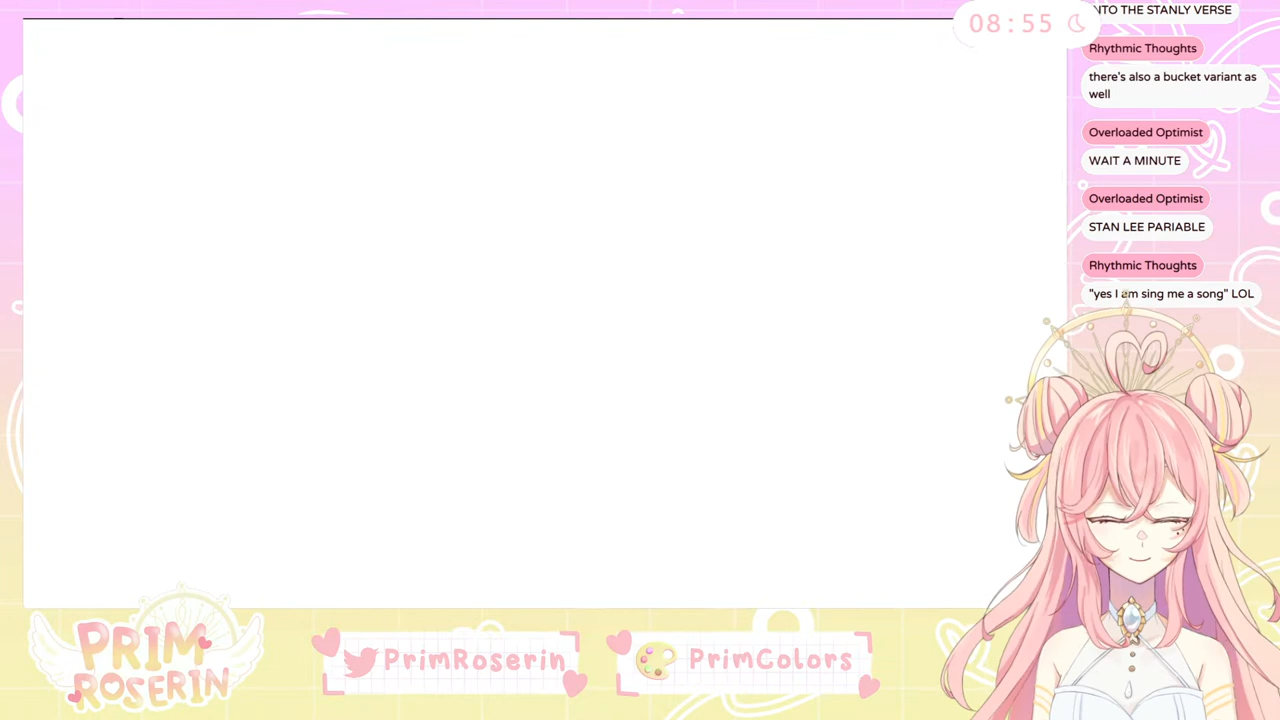 08:55
INTO THE STANLY VERSE
Rhythmic Thoughts
there's also a bucket variant as
well
Overloaded Optimist
WAIT A MINUTE
Overloaded Optimist
STAN LEE PARIABLE
Rhythmic Thoughts
"yes I am sing me a song" LOL
PRIM
ROSERIN
PrimRoserin
PrimColors